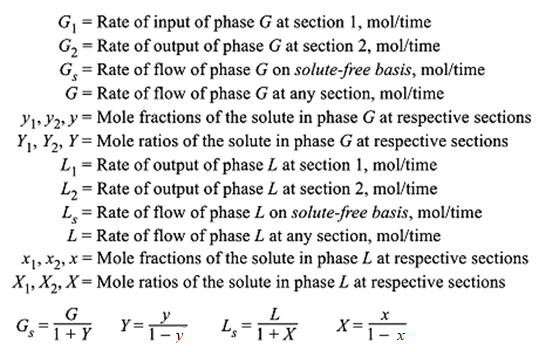 G₁ = Rate of input of phase G at section 1, mol/time
G₂ = Rate of output of phase G at section 2, mol/time
Gₛ = Rate of flow of phase G on solute-free basis, mol/time
G = Rate of flow of phase G at any section, mol/time
y₁, y₂, y = Mole fractions of the solute in phase G at respective sections
Y₁, Y₂, Y = Mole ratios of the solute in phase G at respective sections
L₁ = Rate of output of phase L at section 1, mol/time
L₂ = Rate of output of phase L at section 2, mol/time
Lₛ = Rate of flow of phase L on solute-free basis, mol/time
L = Rate of flow of phase L at any section, mol/time
x₁, x₂, x = Mole fractions of the solute in phase L at respective sections
X₁, X₂, X = Mole ratios of the solute in phase L at respective sections
Gₛ = G / (1 + Y) Y = y / (1 − y) Lₛ = L / (1 + X) X = x / (1 − x)